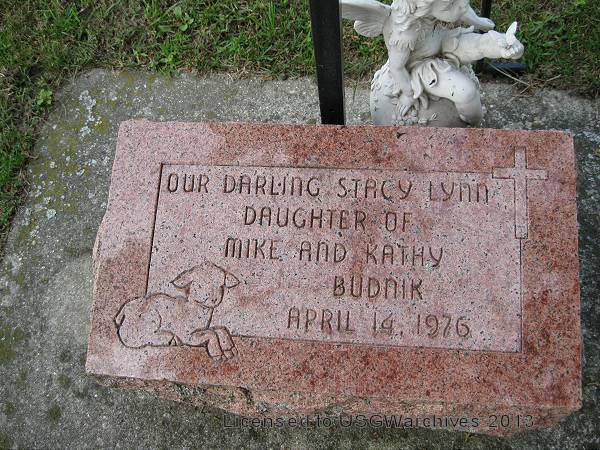 OUR DARLING STACY LYNN
DAUGHTER OF
MIKE AND KATHY
BUDNIK
APRIL 14, 1976
Licensed to USGWarchives 2013